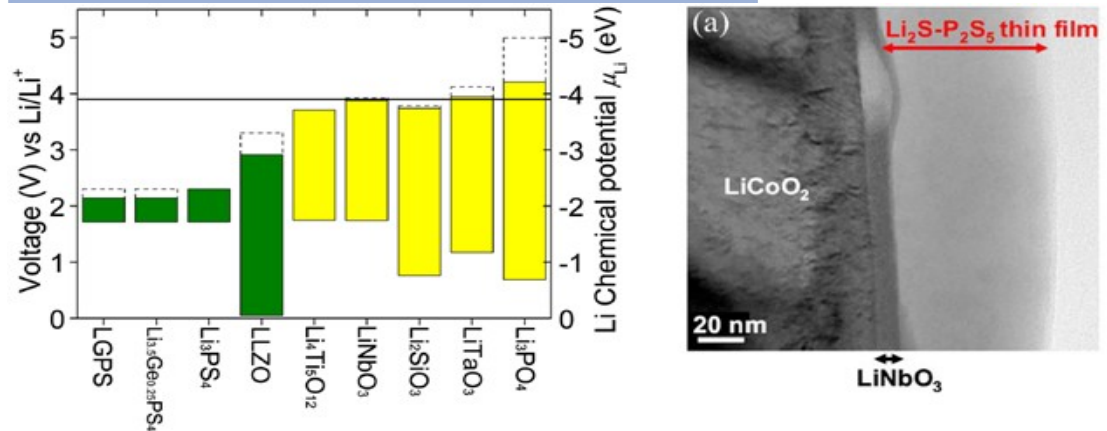 Voltage (V) vs Li/Li⁺
5
4
3
2
1
0
-5
-4
-3
-2
-1
0
Li Chemical potential μLi (eV)
LGPS
Li₃.₅Ge₀.₂₅PS₄
Li₃PS₄
LLZO
Li₄Ti₅O₁₂
LiNbO₃
Li₂SiO₃
LiTaO₃
Li₃PO₄
(a)
Li₂S-P₂S₅ thin film
LiCoO₂
20 nm
LiNbO₃